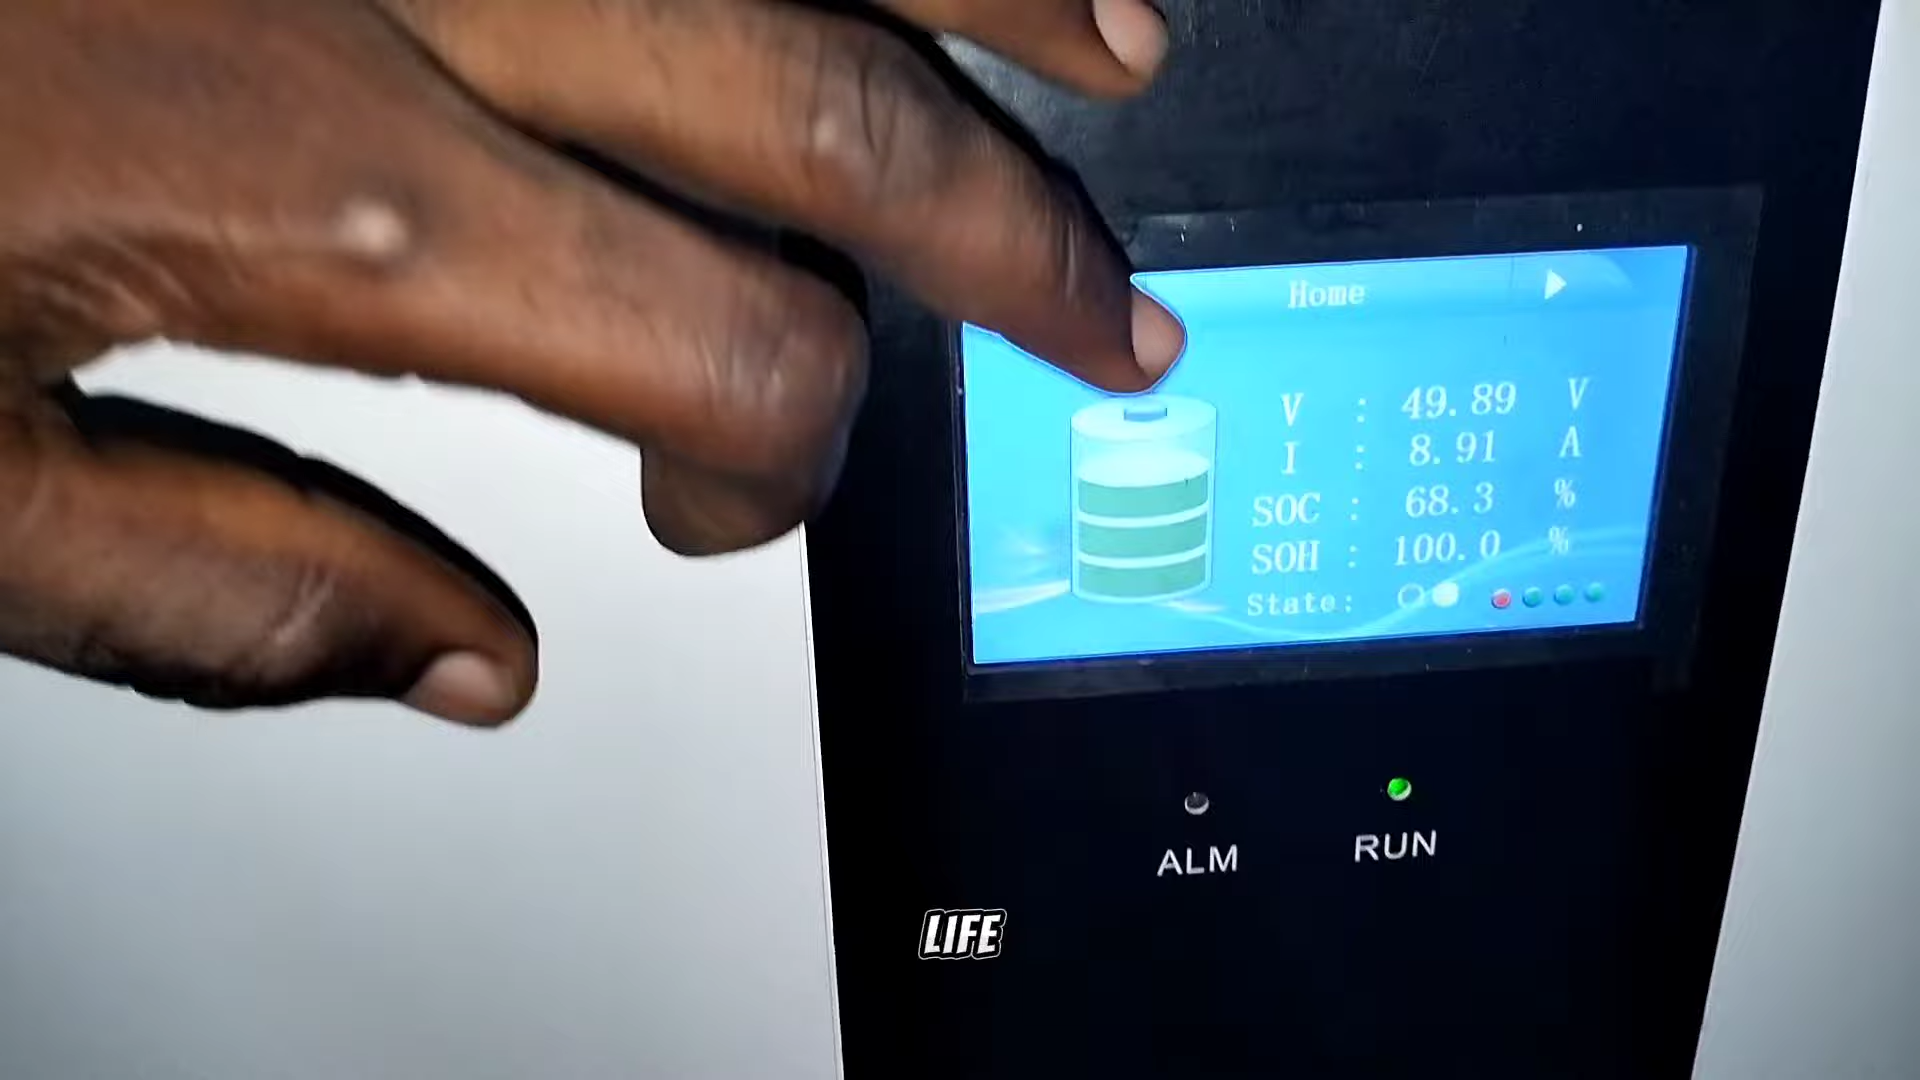 Home
V : 49.89 V
I : 8.91 A
SOC : 68.3 %
SOH : 100.0 %
State:
ALM RUN
LIFE